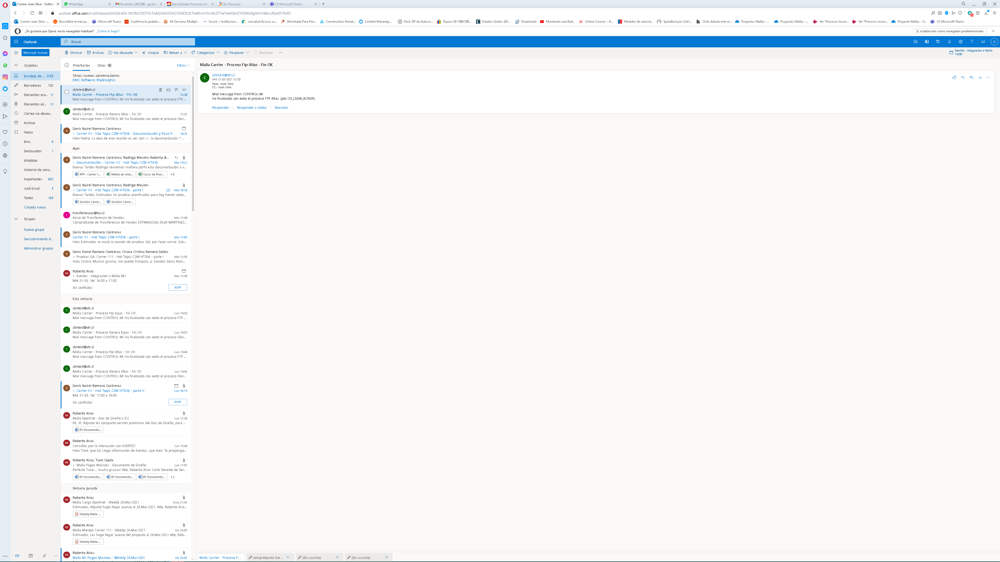 Correo: Juan Silva - Outlook
WhatsApp
Recibidos (49.290) - jpsilva
BancoEstado Personas | Ini
Bci Personas
(1) Microsoft Teams
outlook.office.com/mail/inbox/id/
Correo: Juan Silva -...
Buscalibre te trae pr...
Microsoft Teams
Confirma tu pedido...
Kit Sensores Multipl...
hcuch > Institucion...
consalud Acceso us...
Almohada Para Pier...
Construction Armat...
Limited Warranty;...
Pack SIP de Autoco...
Nuevo 20-180X100...
Estados Unidos (EE...
Downloads
Montando una Red...
Online Courses - A...
Medidor de velocid...
Speedtest por Ookl...
Chile debuta este m...
Proyectos Mallas -...
Proyectos Mallas -...
Ver "Procesos Incon...
Ver "Procesos incon...
Proyecto Mallas - O...
(1) Microsoft Teams
¿Te gustaría que Opera sea tu navegador habitual? ¿Cómo lo hago?
Sí, establecerlo como navegador predeterminado
Outlook
Buscar
JS
Mensaje nuevo
Eliminar
Archivo
No deseado
Limpiar
Mover a
Categorizar
Posponer
Deshacer
Evertec - Integracion a Malla
16:00
Carpetas
Bandeja de... 3155
Borradores 102
Elementos env... 11
Elementos eli... 13
Correo no desea...
Archivo
Notas
bmc 4
Destacados 1
dropbox
Historial de conv...
Importantes 803
Junk Email 7
Todos 160
Carpeta nueva
Grupos
Nuevo grupo
Descubrimiento d...
Administrar grupos
Prioritarios
Otros 11
Filtrar
Otros: nuevas conversaciones
BMC Software; MyAnalytics
ctmtest@vtr.cl
Malla Carrier - Proceso Ftp Altas - Fin OK 12:30
Mail message from CONTROL-M: Ha finalizado con exito el proceso FTP ...
C
ctmtest@vtr.cl
Malla Carrier - Proceso Genera Altas - Fin OK 12:25
Mail message from CONTROL-M: Ha finalizado con exito el proceso Gen...
D
Denis Nairel Romero Contreras
Carrier 111 - Hot Topic C2M-HT036 - Documentación y Paso P... 10:35
Hola Pedro, La idea de esta reunión es ver con: 1.- la documentación: * ...
Ayer
D
Denis Nairel Romero Contreras; Rodrigo Meulen; Roberto A...
Documentación - Carrier 111 - Hot Topic C2M-HT036 Mar 19:22
Buenas Tardes Rodrigo revisemos mañana porfa esta documentación a v...
RFP - Carrier 1...
Matriz de relac...
Casos de Prue...
+9
D
Denis Nairel Romero Contreras; Rodrigo Meulen
Carrier 111 - Hot Topic C2M-HT036 - parte I (2) Mar 18:10
Buenas Tardes, Estimados las pruebas planificadas para hoy fueron exito...
Gestión Carrie...
Gestión Carrie...
T
transferencias@bci.cl
Aviso de Transferencia de Fondos. Mar 17:49
Comprobante de Transferencia de Fondos ESTIMADO(A) SILVA MARTINEZ...
D
Denis Nairel Romero Contreras
Carrier 111 - Hot Topic C2M-HT036 - parte I Mar 17:05
Hola Estimados se inició la reunión de pruebas QA, por favor unirse. Salu...
D
Denis Nairel Romero Contreras; Oriana Cristina Romero Deibis
Pruebas QA: Carrier 111 - Hot Topic C2M-HT036 - parte I Mar 12:58
Hola Oriana, Muchas gracias, me quedo tranquila ☺ Saludos Denis Rom...
RA
Roberto Arias
Evertec - Integracion a Malla M1 Mar 12:50
Mié 31-03, 'de' 16:00 a 17:00
Sin conflictos RSVP
Esta semana
C
ctmtest@vtr.cl
Malla Carrier - Proceso Ftp Bajas - Fin OK Lun 19:56
Mail message from CONTROL-M: Ha finalizado con exito el proceso FTP ...
C
ctmtest@vtr.cl
Malla Carrier - Proceso Genera Bajas - Fin OK Lun 19:55
Mail message from CONTROL-M: Ha finalizado con exito el proceso Gen...
C
ctmtest@vtr.cl
Malla Carrier - Proceso Ftp Altas - Fin OK Lun 19:46
Mail message from CONTROL-M: Ha finalizado con exito el proceso FTP ...
C
ctmtest@vtr.cl
Malla Carrier - Proceso Genera Altas - Fin OK Lun 19:42
Mail message from CONTROL-M: Ha finalizado con exito el proceso Gen...
D
Denis Nairel Romero Contreras
Carrier 111 - Hot Topic C2M-HT036 - parte II Lun 18:15
Mié 31-03, 'de' 17:00 a 18:00
Sin conflictos RSVP
RA
Roberto Arias
Malla Xpertrak - Doc de Diseño v 0.2 Lun 17:30
PB, JP, Adjunto les comparto versión preliminar del Doc de Diseño, para ...
01 Documento...
RA
Roberto Arias
Consultas por la interacción con EVERTEC Lun 15:44
Hola Tiare, que tal. Llego información de Evertec.. que bien. Te propongo...
RA
Roberto Arias; Tiare Ojeda
Malla Pagos Masivos - Documento de Diseño Lun 11:07
Perfecto Tiare.... mucha gracias! Atte, Roberto Arias Carlo Gerente de Ser...
01 Documento...
01 Documento...
01 Documento...
+3
Semana pasada
RA
Roberto Arias
Malla Carga Xpertrak - Weekly 26.Mar.2021 Dom 21:43
Estimados, Adjunto hago llegar avance al 26.Mar.2021. Atte, Roberto Aria...
Weekly Malla ...
RA
Roberto Arias
Malla Manejo Carrier 111 - Weekly 26.Mar.2021 Vie 26-03
Estimados, Les hago llegar avance del proyecto al 26.Mar.2021 Atte, Rob...
Weekly Malla ...
RA
Roberto Arias
Malla M1 Pagos Masivos - Weekly 26.Mar.2021 Vie 26-03
Malla Carrier - Proceso Ftp Altas - Fin OK
C
ctmtest@vtr.cl
Mié 31-03-2021 12:30
Para: Juan Silva
CC: Juan Silva
Mail message from CONTROL-M:
Ha finalizado con exito el proceso FTP Altas. (job OS_LDIAB_ALTASP)
Responder
Responder a todos
Reenviar
Malla Carrier - Proceso F...
comprobante lice...
(Sin asunto)
(Sin asunto)